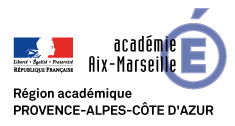 académie
Aix-Marseille
É
Liberté • Égalité • Fraternité
RÉPUBLIQUE FRANÇAISE
Région académique
PROVENCE-ALPES-CÔTE D'AZUR